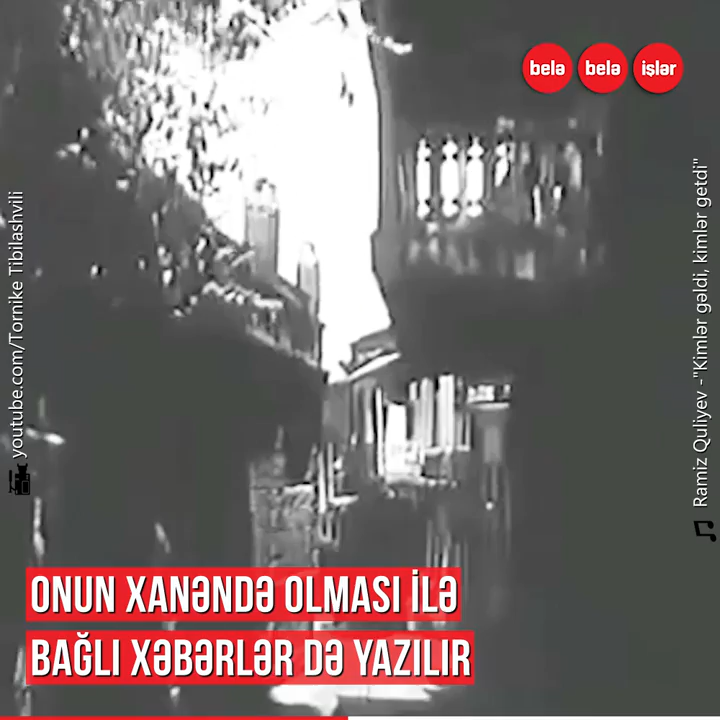 belə belə işlər
youtube.com/Tornike Tibilashvili
Ramiz Quliyev -"Kimlər gəldi, kimlər getdi"
ONUN XANƏNDƏ OLMASI İLƏ
BAĞLI XƏBƏRLƏR DƏ YAZILIR